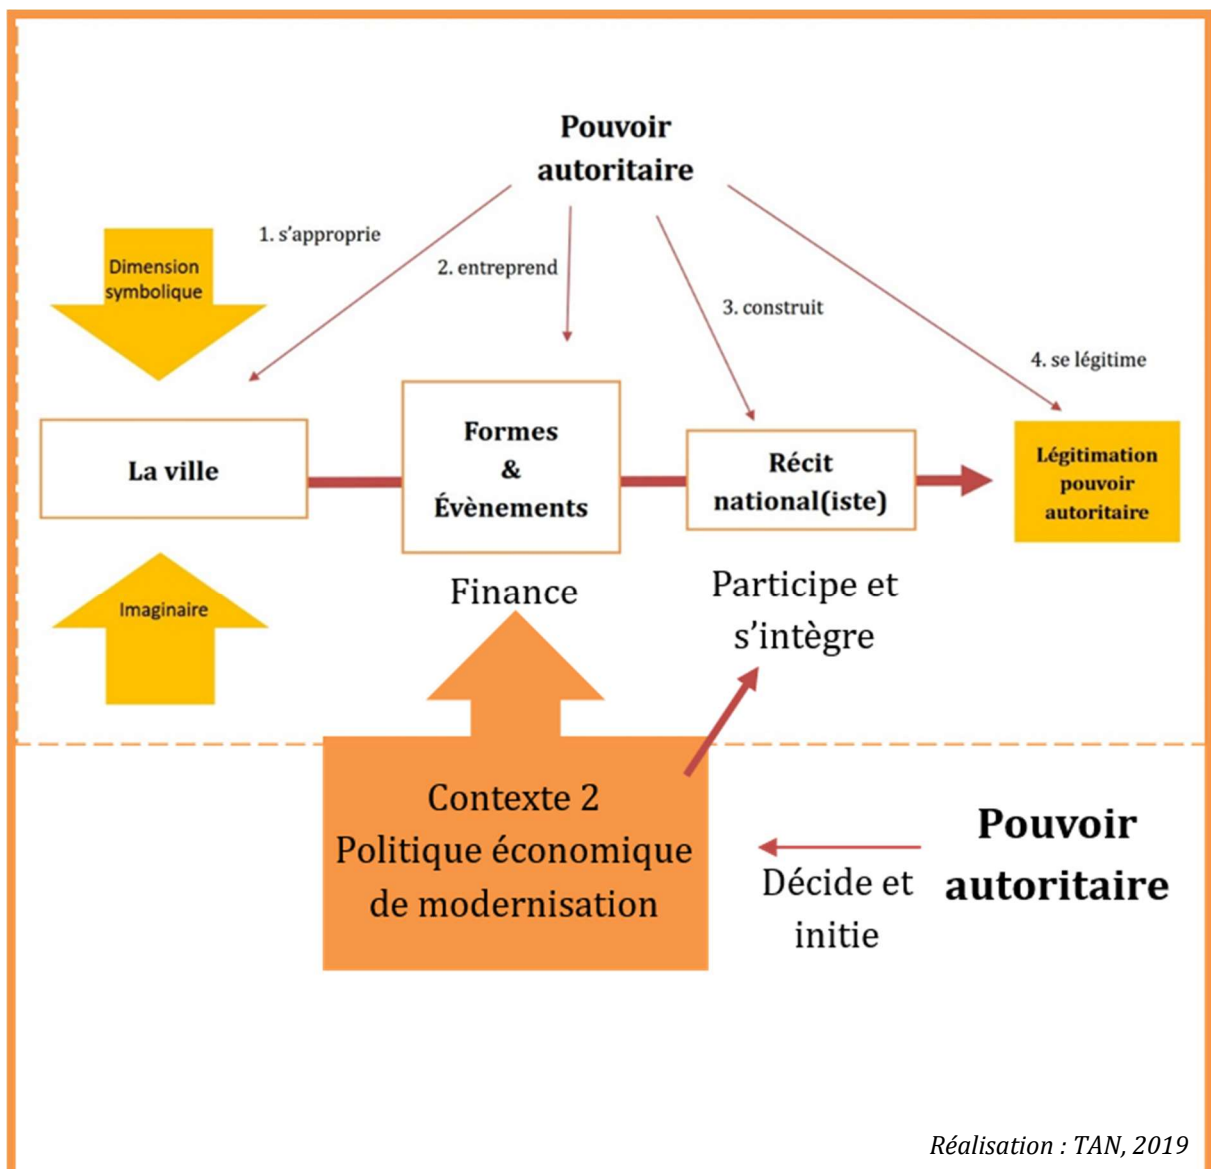 Pouvoir
autoritaire
1. s'approprie
2. entreprend
3. construit
4. se légitime
Dimension
symbolique
La ville
Formes
&
Évènements
Récit
national(iste)
Légitimation
pouvoir
autoritaire
Imaginaire
Finance
Participe et
s'intègre
Contexte 2
Politique économique
de modernisation
Décide et
initie
Pouvoir
autoritaire
Réalisation : TAN, 2019